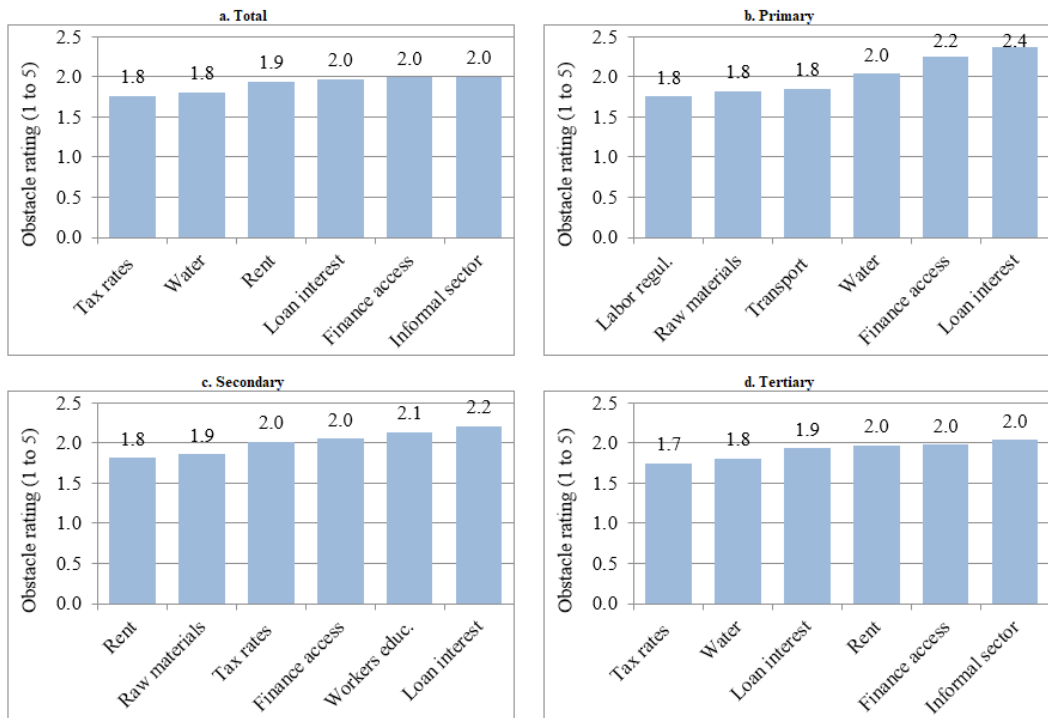 a. Total
Obstacle rating (1 to 5)
2.5
2.0
1.5
1.0
0.5
0.0
1.8
1.8
1.9
2.0
2.0
2.0
Tax rates
Water
Rent
Loan interest
Finance access
Informal sector
b. Primary
Obstacle rating (1 to 5)
2.5
2.0
1.5
1.0
0.5
0.0
1.8
1.8
1.8
2.0
2.2
2.4
Labor regul.
Raw materials
Transport
Water
Finance access
Loan interest
c. Secondary
Obstacle rating (1 to 5)
2.5
2.0
1.5
1.0
0.5
0.0
1.8
1.9
2.0
2.0
2.1
2.2
Rent
Raw materials
Tax rates
Finance access
Workers educ.
Loan interest
d. Tertiary
Obstacle rating (1 to 5)
2.5
2.0
1.5
1.0
0.5
0.0
1.7
1.8
1.9
2.0
2.0
2.0
Tax rates
Water
Loan interest
Rent
Finance access
Informal sector